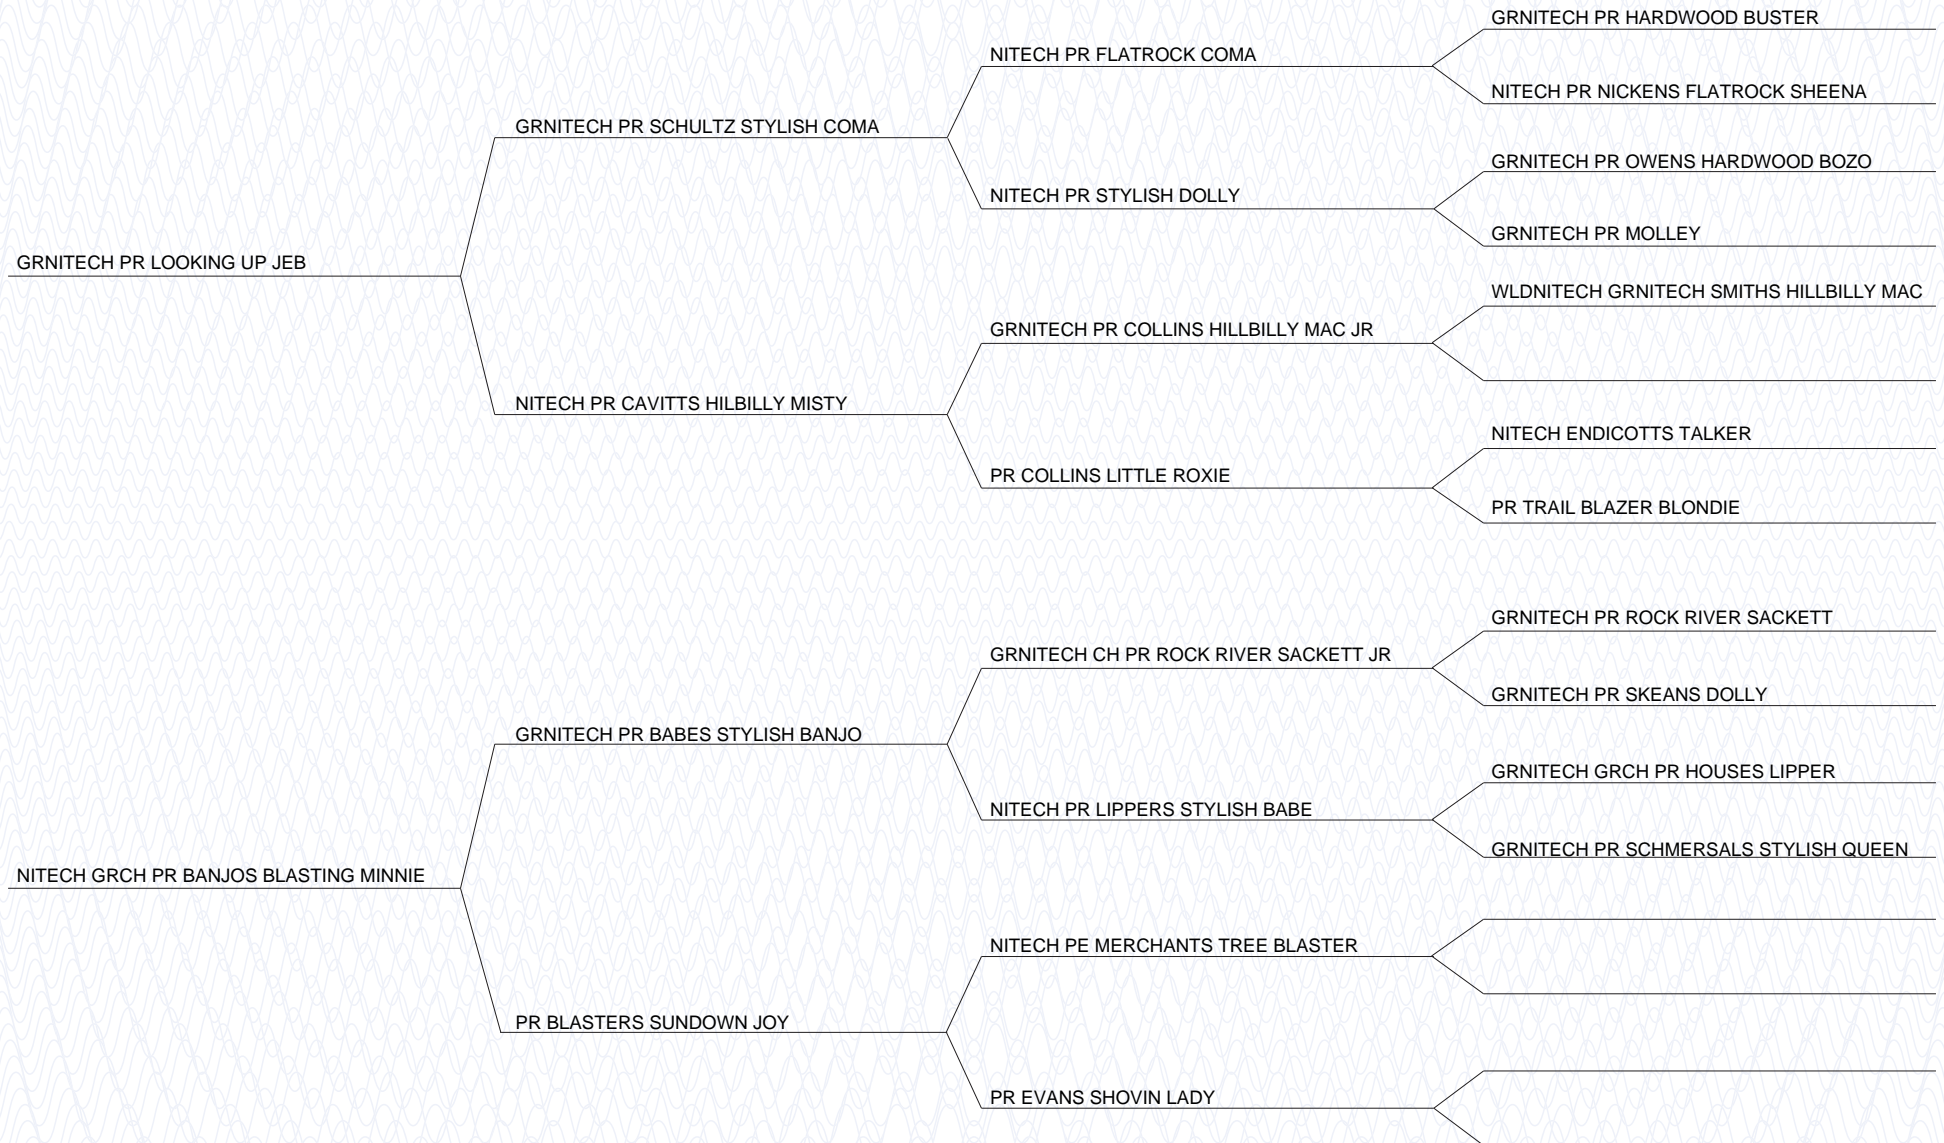 GRNITECH PR HARDWOOD BUSTER
NITECH PR FLATROCK COMA
NITECH PR NICKENS FLATROCK SHEENA
GRNITECH PR SCHULTZ STYLISH COMA
GRNITECH PR OWENS HARDWOOD BOZO
NITECH PR STYLISH DOLLY
GRNITECH PR MOLLEY
GRNITECH PR LOOKING UP JEB
WLDNITECH GRNITECH SMITHS HILLBILLY MAC
GRNITECH PR COLLINS HILLBILLY MAC JR
NITECH PR CAVITTS HILBILLY MISTY
NITECH ENDICOTTS TALKER
PR COLLINS LITTLE ROXIE
PR TRAIL BLAZER BLONDIE
GRNITECH PR ROCK RIVER SACKETT
GRNITECH CH PR ROCK RIVER SACKETT JR
GRNITECH PR SKEANS DOLLY
GRNITECH PR BABES STYLISH BANJO
GRNITECH GRCH PR HOUSES LIPPER
NITECH PR LIPPERS STYLISH BABE
GRNITECH PR SCHMERSALS STYLISH QUEEN
NITECH GRCH PR BANJOS BLASTING MINNIE
NITECH PE MERCHANTS TREE BLASTER
PR BLASTERS SUNDOWN JOY
PR EVANS SHOVIN LADY